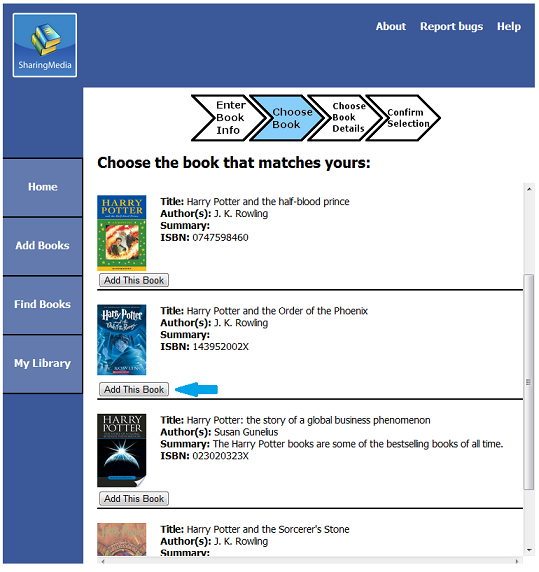 SharingMedia
About Report bugs Help
Enter
Book
Info
Choose
Book
Choose
Book
Details
Confirm
Selection
Home
Add Books
Find Books
My Library
Choose the book that matches yours:
HARRY
POTTER
Title: Harry Potter and the half-blood prince
Author(s): J. K. Rowling
Summary:
ISBN: 0747598460
Add This Book
Harry Potter
Title: Harry Potter and the Order of the Phoenix
Author(s): J. K. Rowling
Summary:
ISBN: 143952002X
Add This Book
HARRY
POTTER
Title: Harry Potter: the story of a global business phenomenon
Author(s): Susan Gunelius
Summary: The Harry Potter books are some of the bestseling books of all time.
ISBN: 023020323X
Add This Book
Title: Harry Potter and the Sorcerer's Stone
Author(s): J. K. Rowling
Summary: